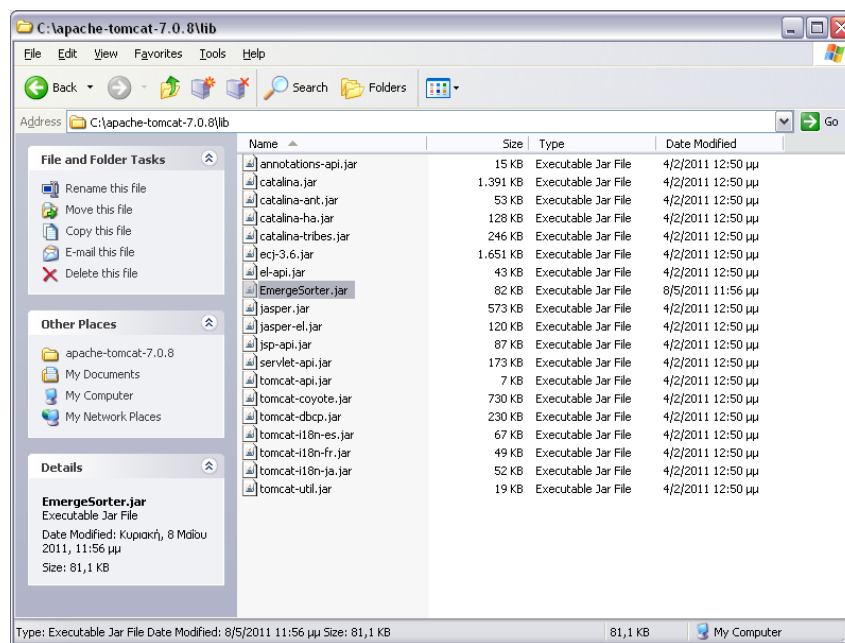 C:\apache-tomcat-7.0.8\lib
File Edit View Favorites Tools Help
Back Search Folders
Address C:\apache-tomcat-7.0.8\lib Go
File and Folder Tasks
Rename this file
Move this file
Copy this file
E-mail this file
Delete this file
Other Places
apache-tomcat-7.0.8
My Documents
My Computer
My Network Places
Details
EmergeSorter.jar
Executable Jar File
Date Modified: Κυριακή, 8 Μαΐου
2011, 11:56 μμ
Size: 81,1 KB
Name Size Type Date Modified
annotations-api.jar 15 KB Executable Jar File 4/2/2011 12:50 μμ
catalina.jar 1.391 KB Executable Jar File 4/2/2011 12:50 μμ
catalina-ant.jar 53 KB Executable Jar File 4/2/2011 12:50 μμ
catalina-ha.jar 128 KB Executable Jar File 4/2/2011 12:50 μμ
catalina-tribes.jar 246 KB Executable Jar File 4/2/2011 12:50 μμ
ecj-3.6.jar 1.651 KB Executable Jar File 4/2/2011 12:50 μμ
el-api.jar 43 KB Executable Jar File 4/2/2011 12:50 μμ
EmergeSorter.jar 82 KB Executable Jar File 8/5/2011 11:56 μμ
jasper.jar 573 KB Executable Jar File 4/2/2011 12:50 μμ
jasper-el.jar 120 KB Executable Jar File 4/2/2011 12:50 μμ
jsp-api.jar 87 KB Executable Jar File 4/2/2011 12:50 μμ
servlet-api.jar 173 KB Executable Jar File 4/2/2011 12:50 μμ
tomcat-api.jar 7 KB Executable Jar File 4/2/2011 12:50 μμ
tomcat-coyote.jar 730 KB Executable Jar File 4/2/2011 12:50 μμ
tomcat-dbcp.jar 230 KB Executable Jar File 4/2/2011 12:50 μμ
tomcat-i18n-es.jar 67 KB Executable Jar File 4/2/2011 12:50 μμ
tomcat-i18n-fr.jar 49 KB Executable Jar File 4/2/2011 12:50 μμ
tomcat-i18n-ja.jar 52 KB Executable Jar File 4/2/2011 12:50 μμ
tomcat-util.jar 19 KB Executable Jar File 4/2/2011 12:50 μμ
Type: Executable Jar File Date Modified: 8/5/2011 11:56 μμ Size: 81,1 KB 81,1 KB My Computer